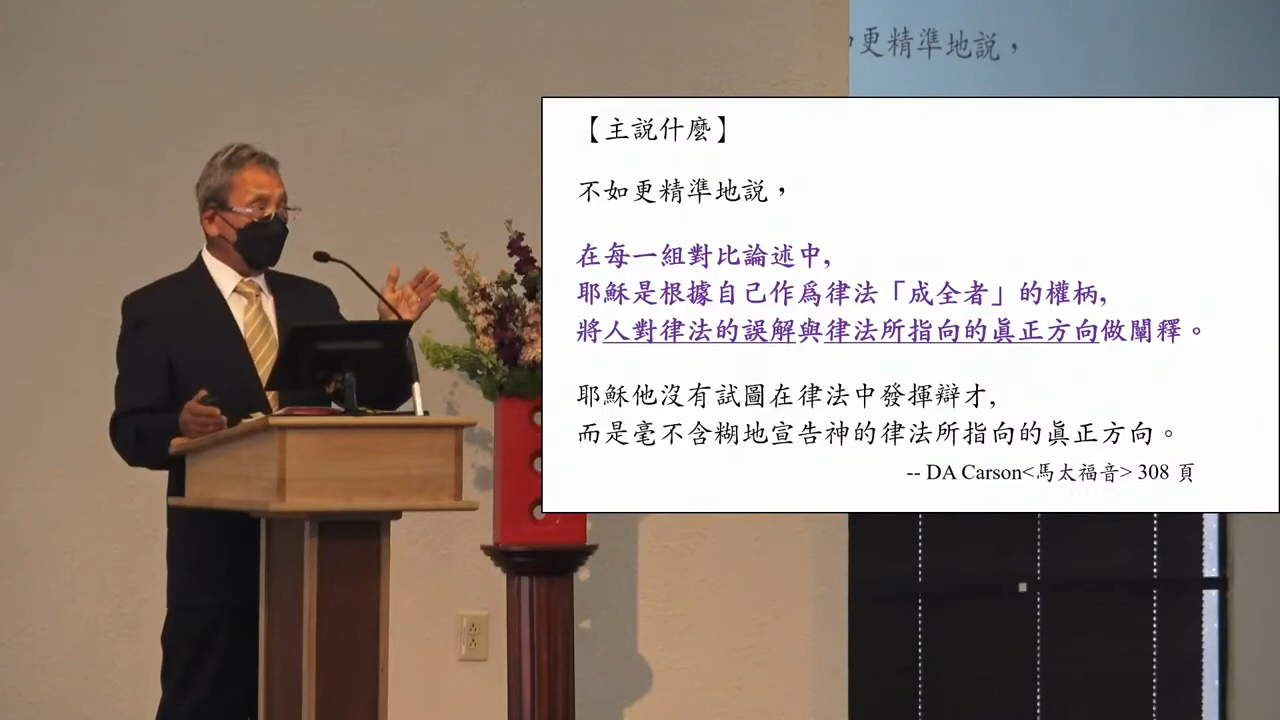 更精準地説，
【主説什麼】
不如更精準地説，
在每一組對比論述中,
耶穌是根據自己作爲律法「成全者」的權柄,
將人對律法的誤解與律法所指向的眞正方向做闡釋。
耶穌他沒有試圖在律法中發揮辯才,
而是毫不含糊地宣告神的律法所指向的眞正方向。
-- DA Carson<馬太福音> 308 頁